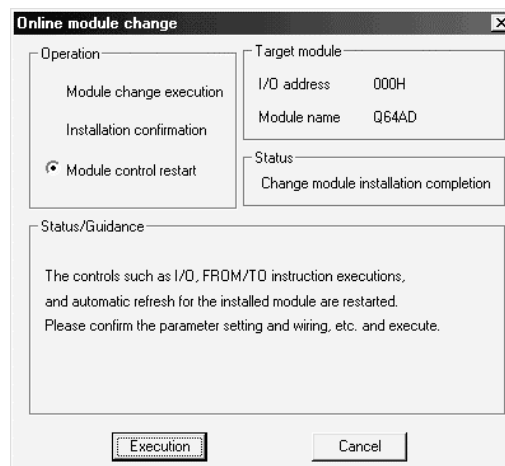 Online module change
Operation
Module change execution
Installation confirmation
Module control restart
Target module
I/O address 000H
Module name Q64AD
Status
Change module installation completion
Status/Guidance
The controls such as I/O, FROM/TO instruction executions,
and automatic refresh for the installed module are restarted.
Please confirm the parameter setting and wiring, etc. and execute.
Execution Cancel